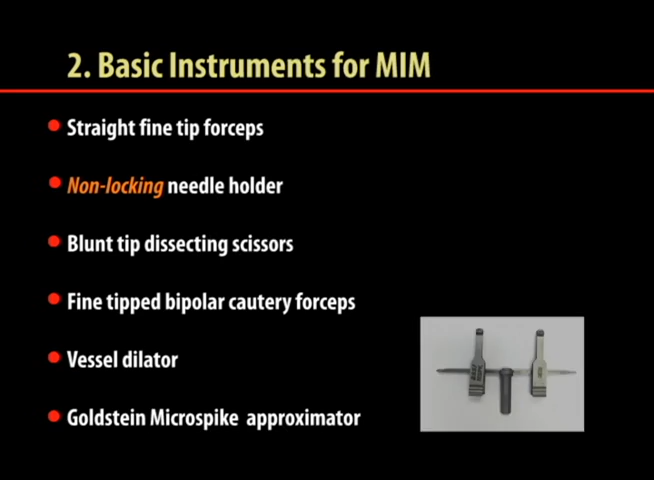 2. Basic Instruments for MIM
Straight fine tip forceps
Non-locking needle holder
Blunt tip dissecting scissors
Fine tipped bipolar cautery forceps
Vessel dilator
Goldstein Microspike approximator